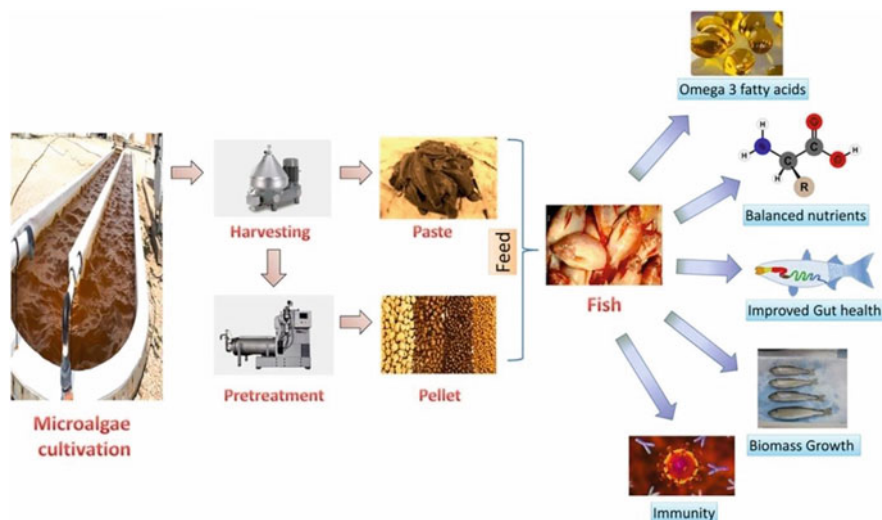 Omega 3 fatty acids
H
O
H
N
C
C
O
H
H
R
Balanced nutrients
Harvesting
Paste
Feed
Fish
Improved Gut health
Pretreatment
Pellet
Microalgae
cultivation
Biomass Growth
Immunity